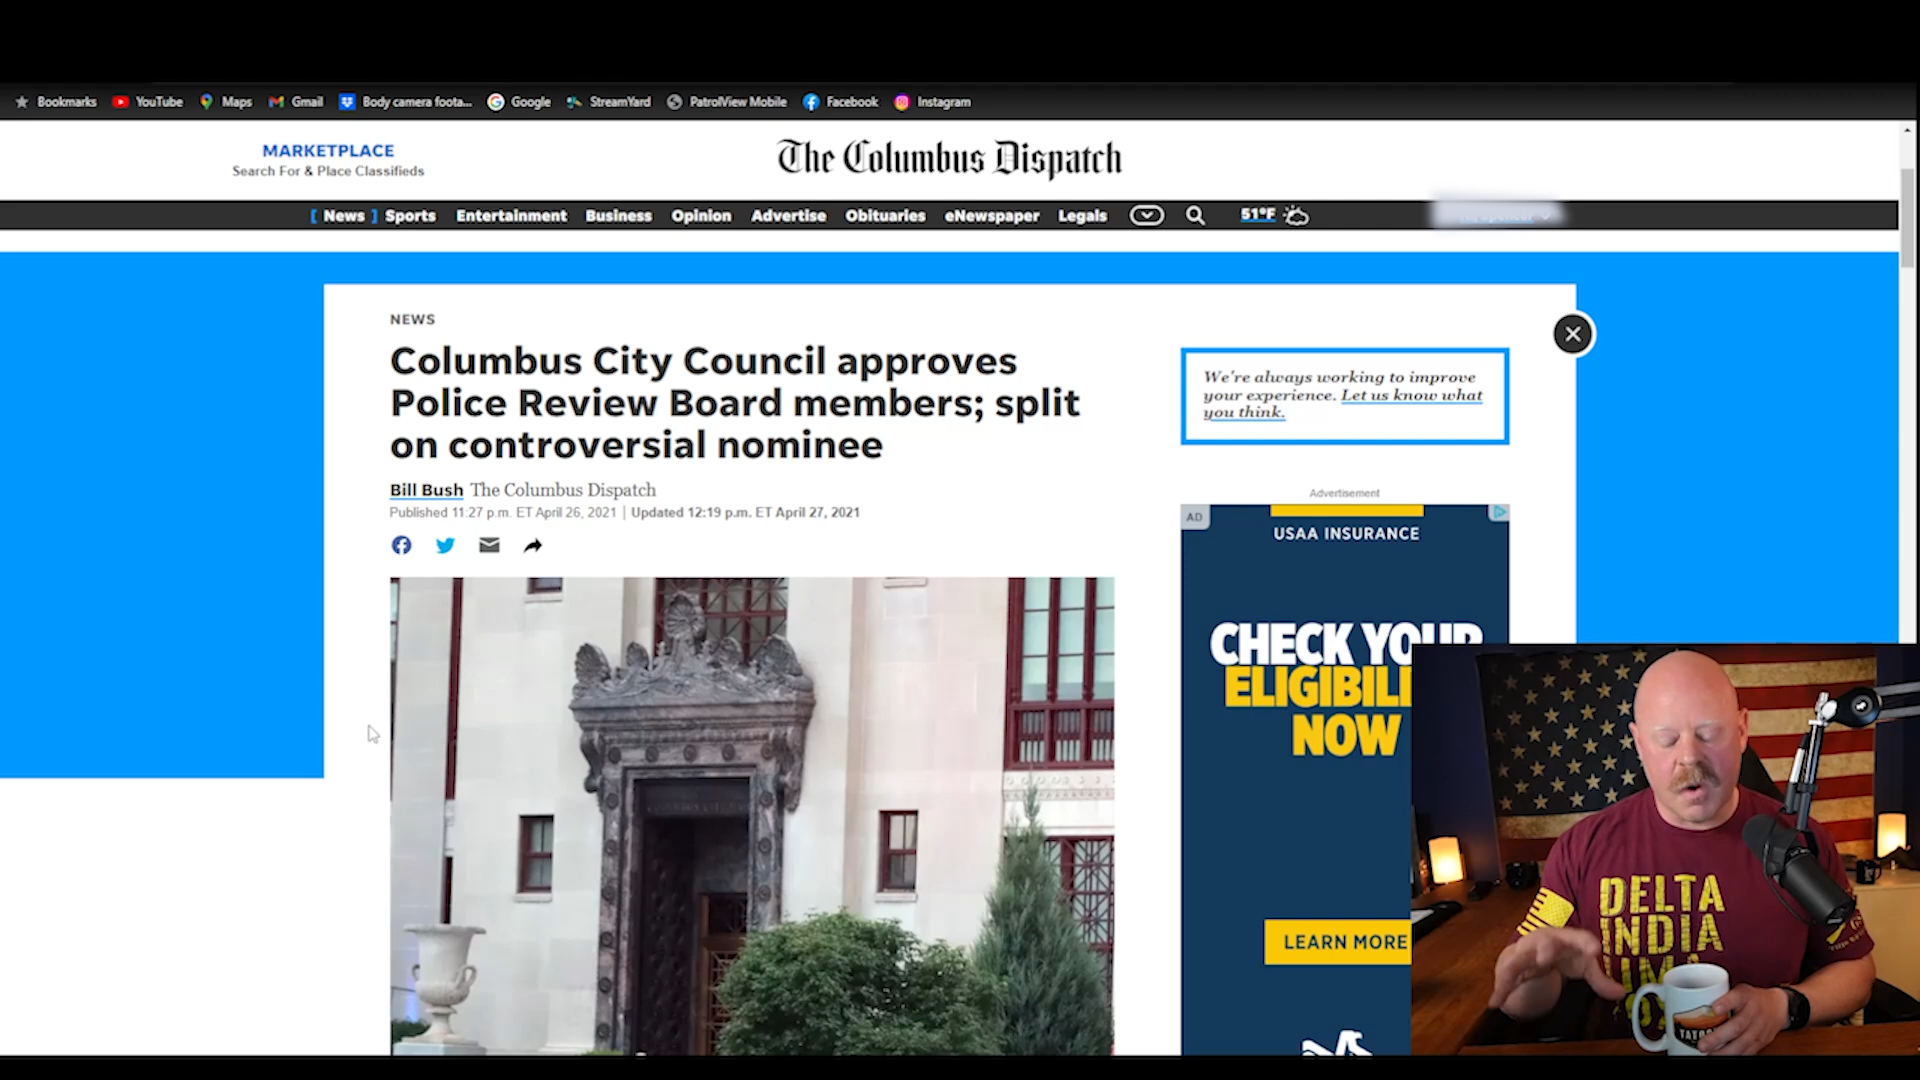 Bookmarks YouTube Maps Gmail Body camera foota... Google StreamYard PatrolView Mobile Facebook Instagram
MARKETPLACE
Search For & Place Classifieds
The Columbus Dispatch
[ News ] Sports Entertainment Business Opinion Advertise Obituaries eNewspaper Legals 51°F
NEWS
Columbus City Council approves
Police Review Board members; split
on controversial nominee
Bill Bush The Columbus Dispatch
Published 11:27 p.m. ET April 26, 2021 | Updated 12:19 p.m. ET April 27, 2021
We're always working to improve
your experience. Let us know what
you think.
Advertisement
AD
USAA INSURANCE
CHECK YOUR
ELIGIBILI
NOW
LEARN MORE
DELTA
INDIA